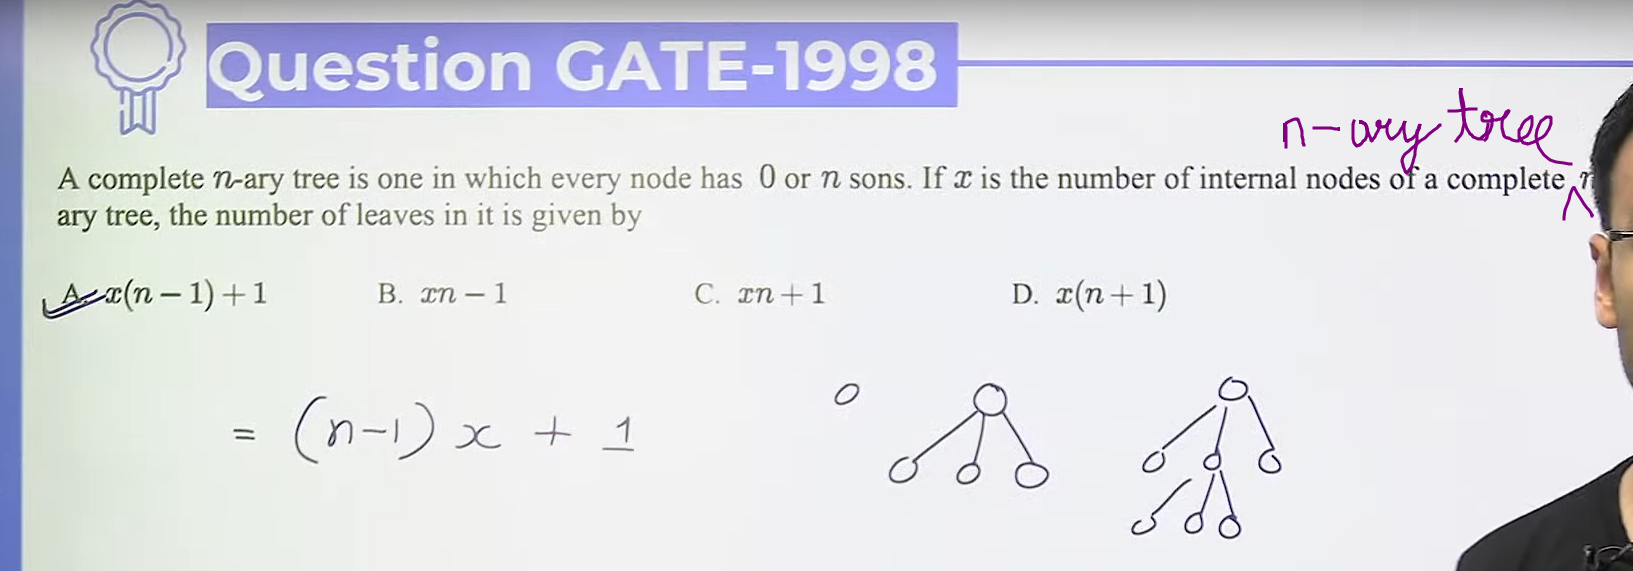 Question GATE-1998
n-ary tree
A complete n-ary tree is one in which every node has 0 or n sons. If x is the number of internal nodes of a complete n
ary tree, the number of leaves in it is given by
A. x(n − 1) + 1 B. xn − 1 C. xn + 1 D. x(n + 1)
= (n-1) x + 1